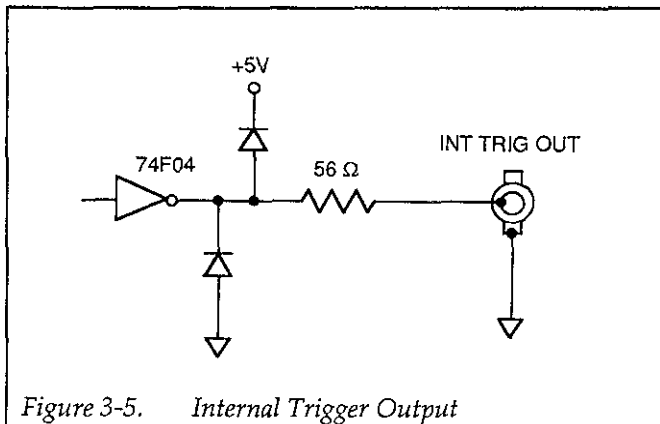 +5V
74F04
56 Ω
INT TRIG OUT
Figure 3-5. Internal Trigger Output